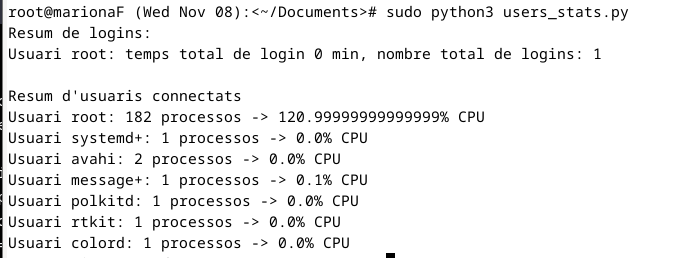 root@marionaF (Wed Nov 08):<~/Documents># sudo python3 users_stats.py
Resum de logins:
Usuari root: temps total de login 0 min, nombre total de logins: 1
Resum d'usuaris connectats
Usuari root: 182 processos -> 120.99999999999999% CPU
Usuari systemd+: 1 processos -> 0.0% CPU
Usuari avahi: 2 processos -> 0.0% CPU
Usuari message+: 1 processos -> 0.1% CPU
Usuari polkitd: 1 processos -> 0.0% CPU
Usuari rtkit: 1 processos -> 0.0% CPU
Usuari colord: 1 processos -> 0.0% CPU